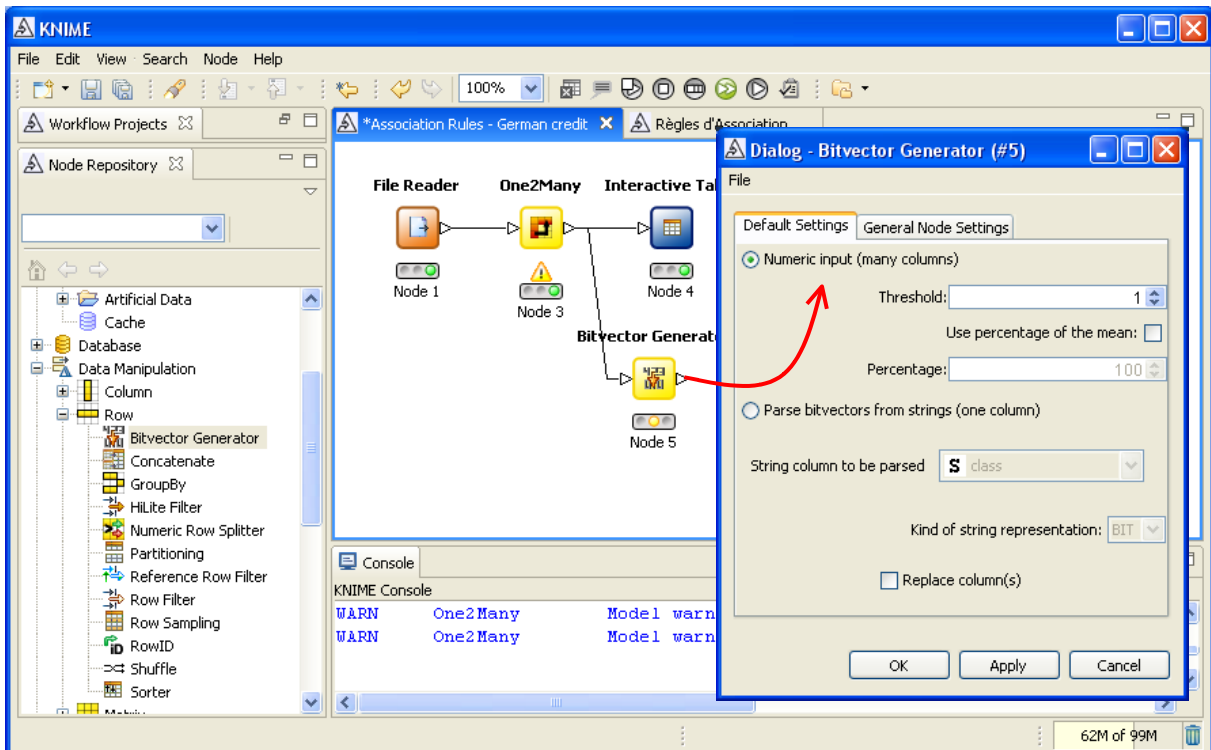 KNIME
File Edit View Search Node Help
100%
Workflow Projects
*Association Rules - German credit
Règles d'Association
Node Repository
Artificial Data
Cache
Database
Data Manipulation
Column
Row
Bitvector Generator
Concatenate
GroupBy
HiLite Filter
Numeric Row Splitter
Partitioning
Reference Row Filter
Row Filter
Row Sampling
RowID
Shuffle
Sorter
File Reader
One2Many
Interactive Ta
Node 1
Node 3
Node 4
Bitvector Generat
Node 5
Console
KNIME Console
WARN One2Many Model warn
WARN One2Many Model warn
Dialog - Bitvector Generator (#5)
File
Default Settings
General Node Settings
Numeric input (many columns)
Threshold: 1
Use percentage of the mean:
Percentage: 100
Parse bitvectors from strings (one column)
String column to be parsed S class
Kind of string representation: BIT
Replace column(s)
OK Apply Cancel
62M of 99M